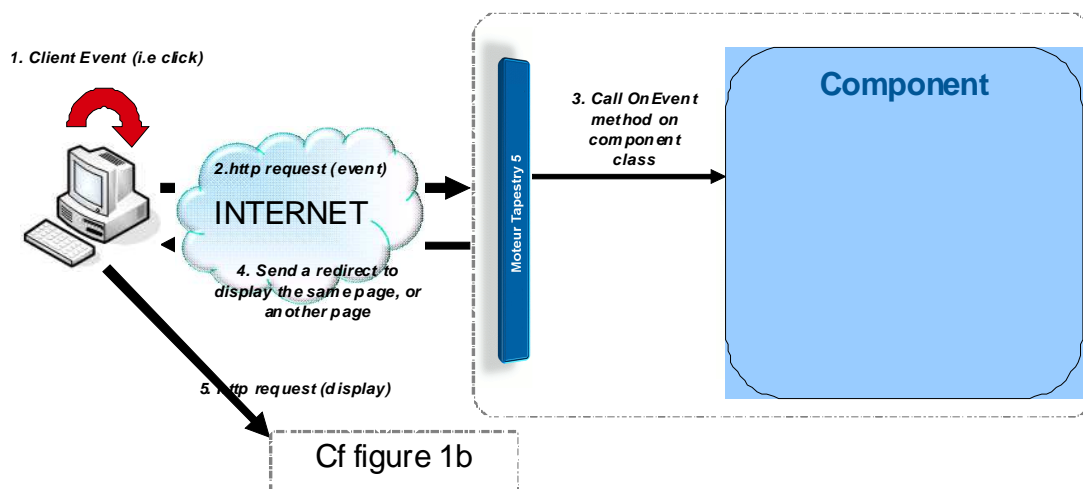 1. Client Event (i.e click)
2.http request (event)
INTERNET
4. Send a redirect to
display the same page, or
another page
5. http request (display)
Cf figure 1b
Moteur Tapestry 5
3. Call OnEvent
method on
component
class
Component